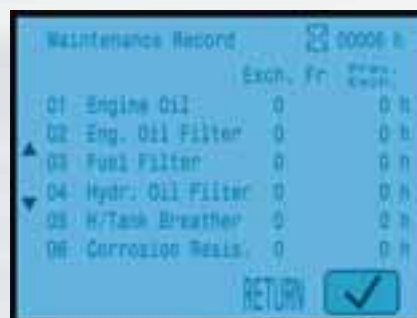 Maintenance Record 00006 h
Exch. Fr Prev. Exch.
01 Engine Oil 0 0 h
02 Eng. Oil Filter 0 0 h
03 Fuel Filter 0 0 h
04 Hydr. Oil Filter 0 0 h
05 H/Tank Breather 0 0 h
06 Corrosion Resis. 0 0 h
RETURN